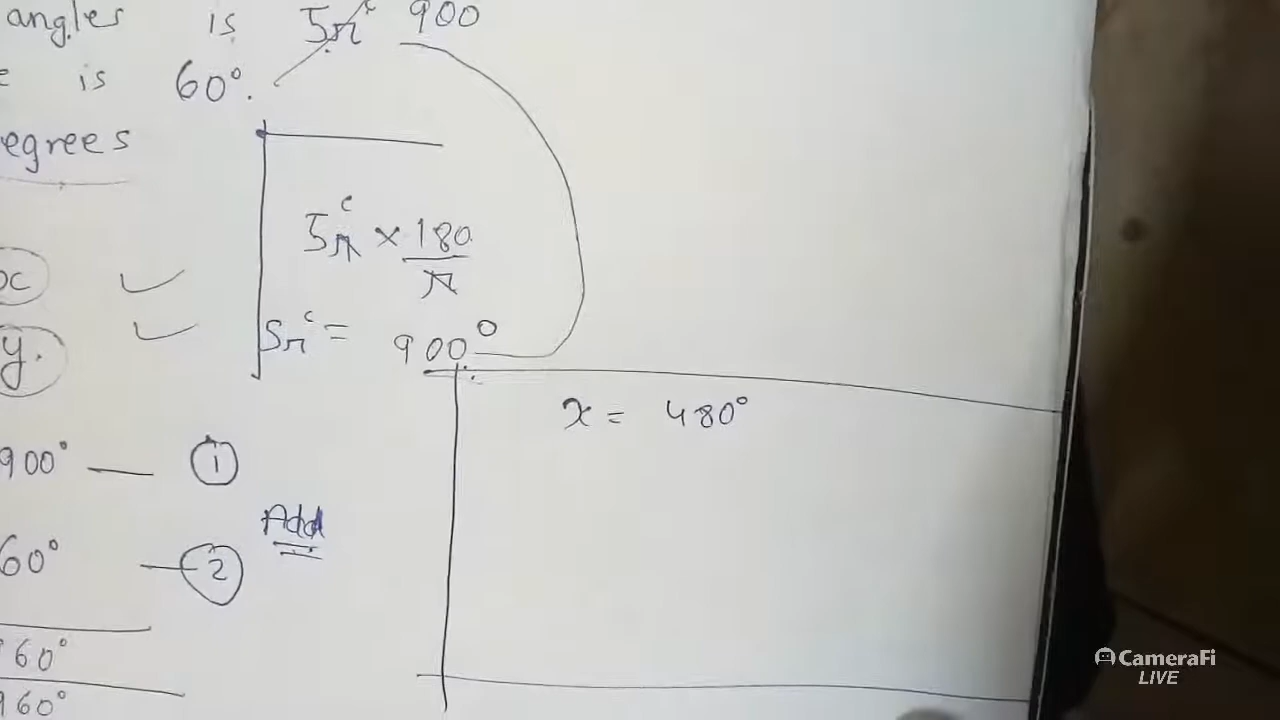 angles is 5π^c 900
is 60°.
egrees
5π^c × 180/π
x ✓
5π^c = 900°
y. ✓
x = 480°
900° — ①
Add
60° — ②
960°
960°
CameraFi
LIVE